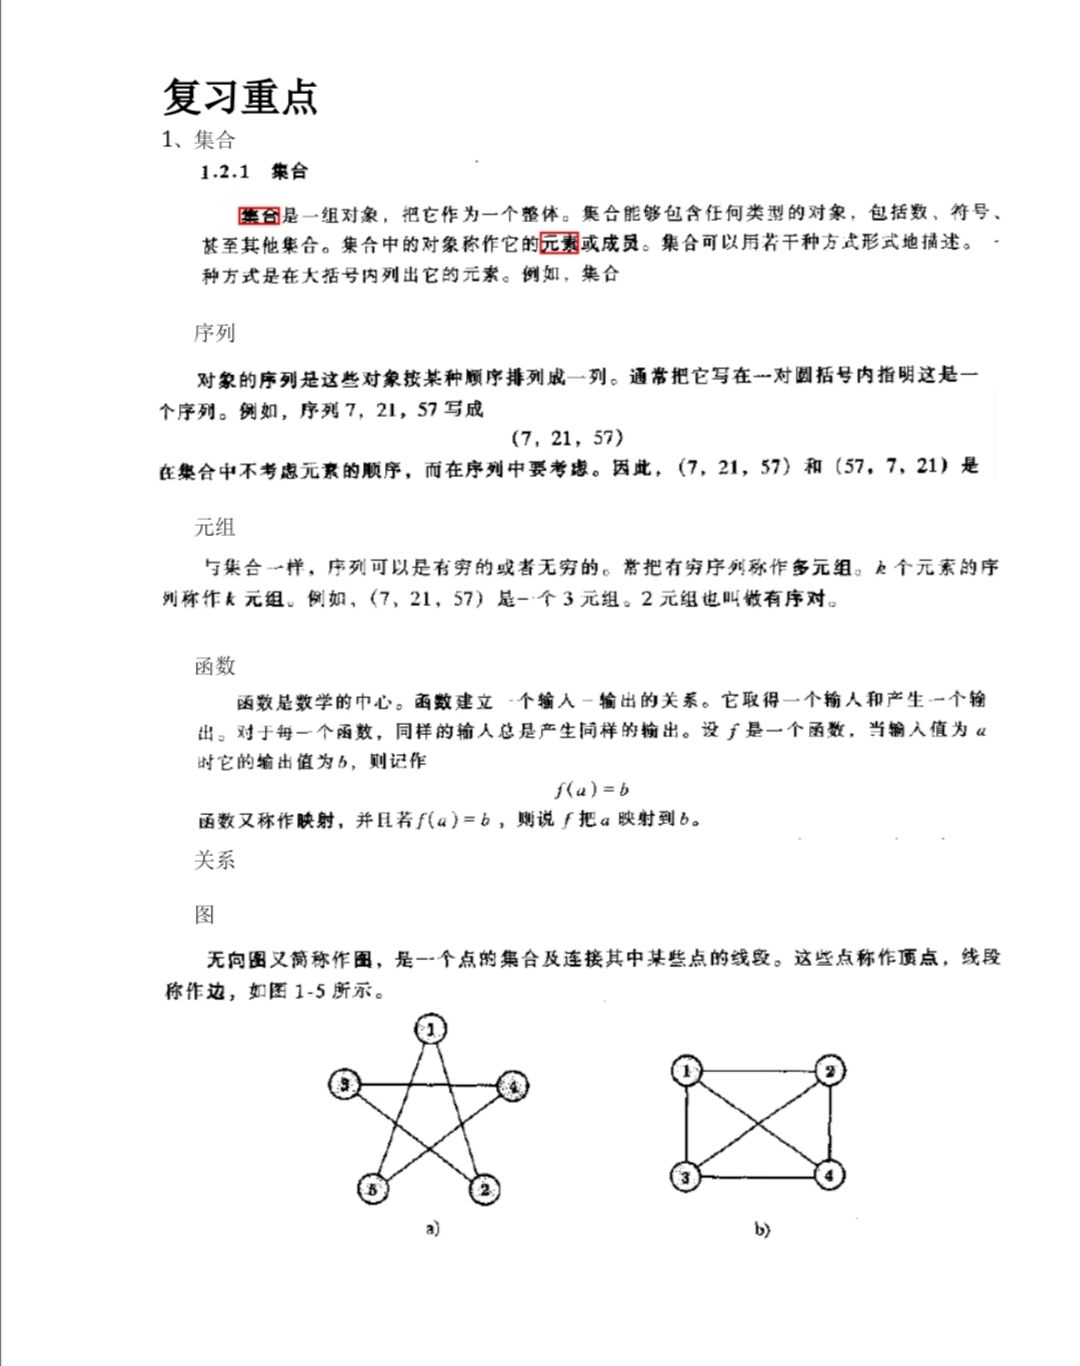 复习重点
1、集合
1.2.1 集合
集合是一组对象，把它作为一个整体。集合能够包含任何类型的对象，包括数、符号、
甚至其他集合。集合中的对象称作它的元素或成员。集合可以用若干种方式形式地描述。
种方式是在大括号内列出它的元素。例如，集合
序列
对象的序列是这些对象按某种顺序排列成一列。通常把它写在一对圆括号内指明这是一
个序列。例如，序列 7，21，57 写成
(7，21，57)
在集合中不考虑元素的顺序，而在序列中要考虑。因此，(7，21，57) 和 (57，7，21) 是
元组
与集合一样，序列可以是有穷的或者无穷的。常把有穷序列称作多元组。k 个元素的序
列称作 k 元组。例如，(7，21，57) 是一个 3 元组。2 元组也叫做有序对。
函数
函数是数学的中心。函数建立一个输入－输出的关系。它取得一个输入和产生一个输
出。对于每一个函数，同样的输入总是产生同样的输出。设 f 是一个函数，当输入值为 a
时它的输出值为 b，则记作
f(a)=b
函数又称作映射，并且若 f(a)=b，则说 f 把 a 映射到 b。
关系
图
无向图又简称作图，是一个点的集合及连接其中某些点的线段。这些点称作顶点，线段
称作边，如图 1-5 所示。
1
3 4
5 2
a)
1 2
3 4
b)